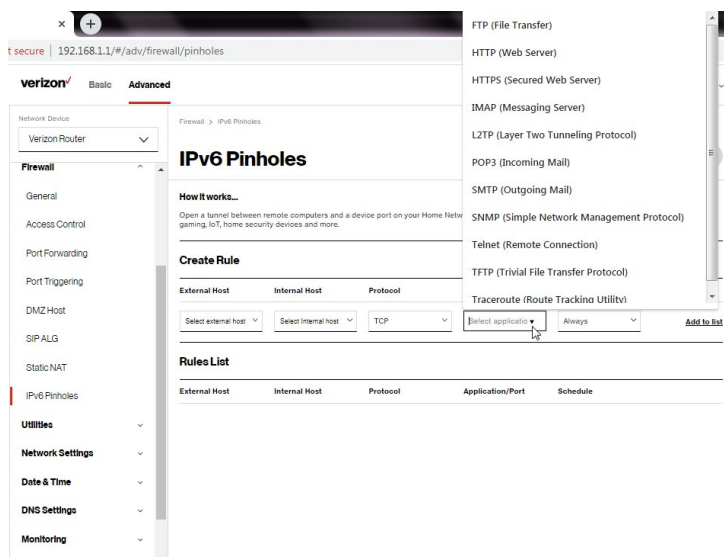 × +
t secure | 192.168.1.1/#/adv/firewall/pinholes
verizon✓ Basic Advanced
Network Device
Verizon Router
Firewall
General
Access Control
Port Forwarding
Port Triggering
DMZ Host
SIP ALG
Static NAT
IPv6 Pinholes
Utilities
Network Settings
Date & Time
DNS Settings
Monitoring
Firewall > IPv6 Pinholes
IPv6 Pinholes
How it works...
Open a tunnel between remote computers and a device port on your Home Netw
gaming, IoT, home security devices and more.
Create Rule
External Host Internal Host Protocol
Select external host Select Internal host TCP Select applicatio Always Add to list
FTP (File Transfer)
HTTP (Web Server)
HTTPS (Secured Web Server)
IMAP (Messaging Server)
L2TP (Layer Two Tunneling Protocol)
POP3 (Incoming Mail)
SMTP (Outgoing Mail)
SNMP (Simple Network Management Protocol)
Telnet (Remote Connection)
TFTP (Trivial File Transfer Protocol)
Traceroute (Route Tracking Utility)
Rules List
External Host Internal Host Protocol Application/Port Schedule